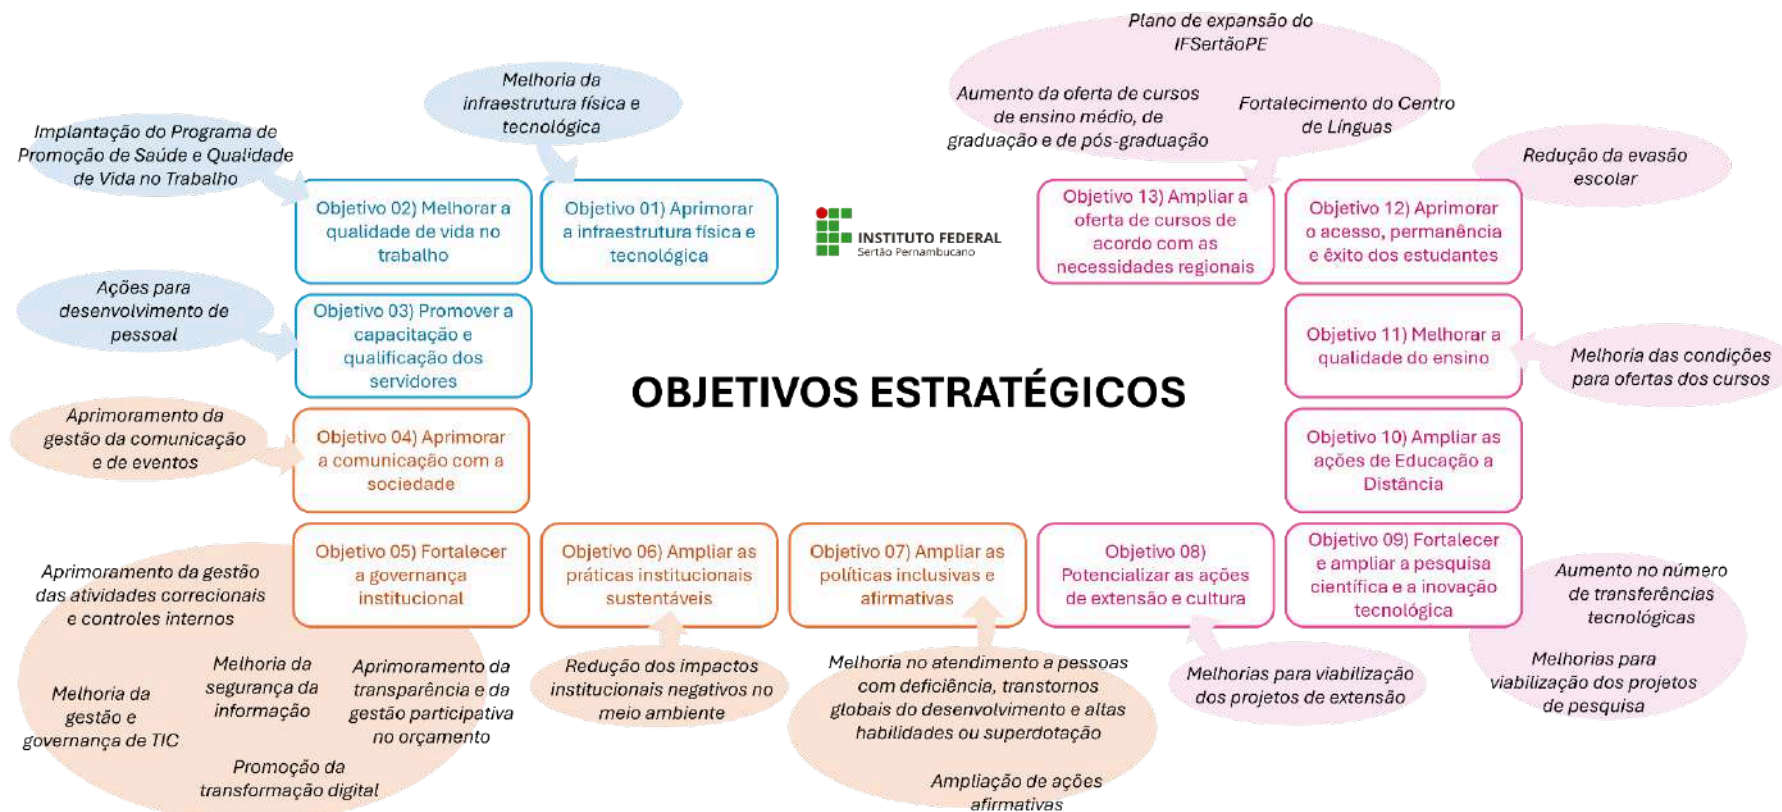 Plano de expansão do
IFSertãoPE
Aumento da oferta de cursos
de ensino médio, de
graduação e de pós-graduação
Fortalecimento do Centro
de Línguas
Melhoria da
infraestrutura física e
tecnológica
Implantação do Programa de
Promoção de Saúde e Qualidade
de Vida no Trabalho
Redução da evasão
escolar
Objetivo 02) Melhorar a
qualidade de vida no
trabalho
Objetivo 01) Aprimorar
a infraestrutura física e
tecnológica
INSTITUTO FEDERAL
Sertão Pernambucano
Objetivo 13) Ampliar a
oferta de cursos de
acordo com as
necessidades regionais
Objetivo 12) Aprimorar
o acesso, permanência
e êxito dos estudantes
Ações para
desenvolvimento de
pessoal
Objetivo 03) Promover a
capacitação e
qualificação dos
servidores
Objetivo 11) Melhorar a
qualidade do ensino
Melhoria das condições
para ofertas dos cursos
OBJETIVOS ESTRATÉGICOS
Aprimoramento da
gestão da comunicação
e de eventos
Objetivo 04) Aprimorar
a comunicação com a
sociedade
Objetivo 10) Ampliar as
ações de Educação a
Distância
Objetivo 05) Fortalecer
a governança
institucional
Objetivo 06) Ampliar as
práticas institucionais
sustentáveis
Objetivo 07) Ampliar as
políticas inclusivas e
afirmativas
Objetivo 08)
Potencializar as ações
de extensão e cultura
Objetivo 09) Fortalecer
e ampliar a pesquisa
científica e a inovação
tecnológica
Aprimoramento da gestão
das atividades correcionais
e controles internos
Melhoria da
segurança da
informação
Aprimoramento da
transparência e da
gestão participativa
no orçamento
Melhoria da
gestão e
governança de TIC
Promoção da
transformação digital
Redução dos impactos
institucionais negativos no
meio ambiente
Melhoria no atendimento a pessoas
com deficiência, transtornos
globais do desenvolvimento e altas
habilidades ou superdotação
Ampliação de ações
afirmativas
Melhorias para viabilização
dos projetos de extensão
Aumento no número
de transferências
tecnológicas
Melhorias para
viabilização dos projetos
de pesquisa